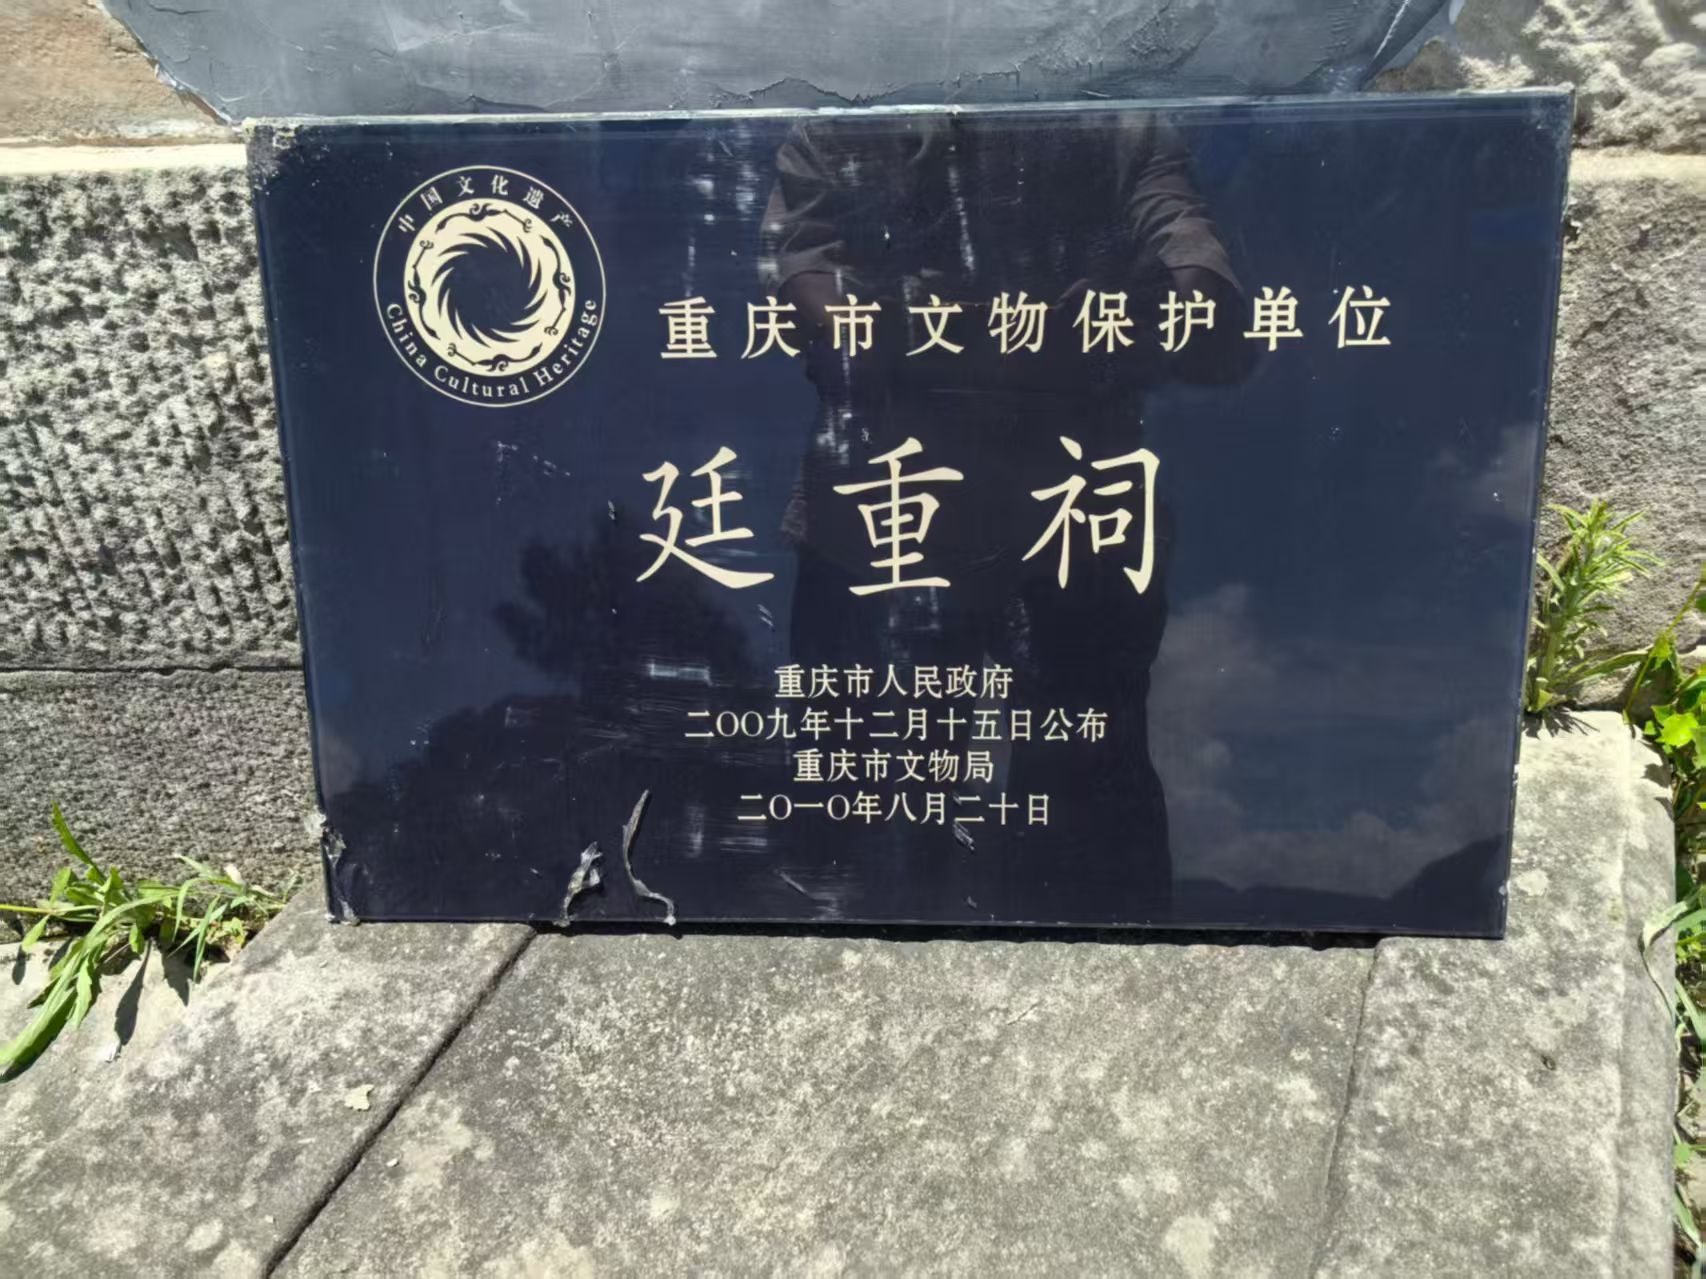 中国文化遗产
China Cultural Heritage
重庆市文物保护单位
廷重祠
重庆市人民政府
二OO九年十二月十五日公布
重庆市文物局
二O一O年八月二十日